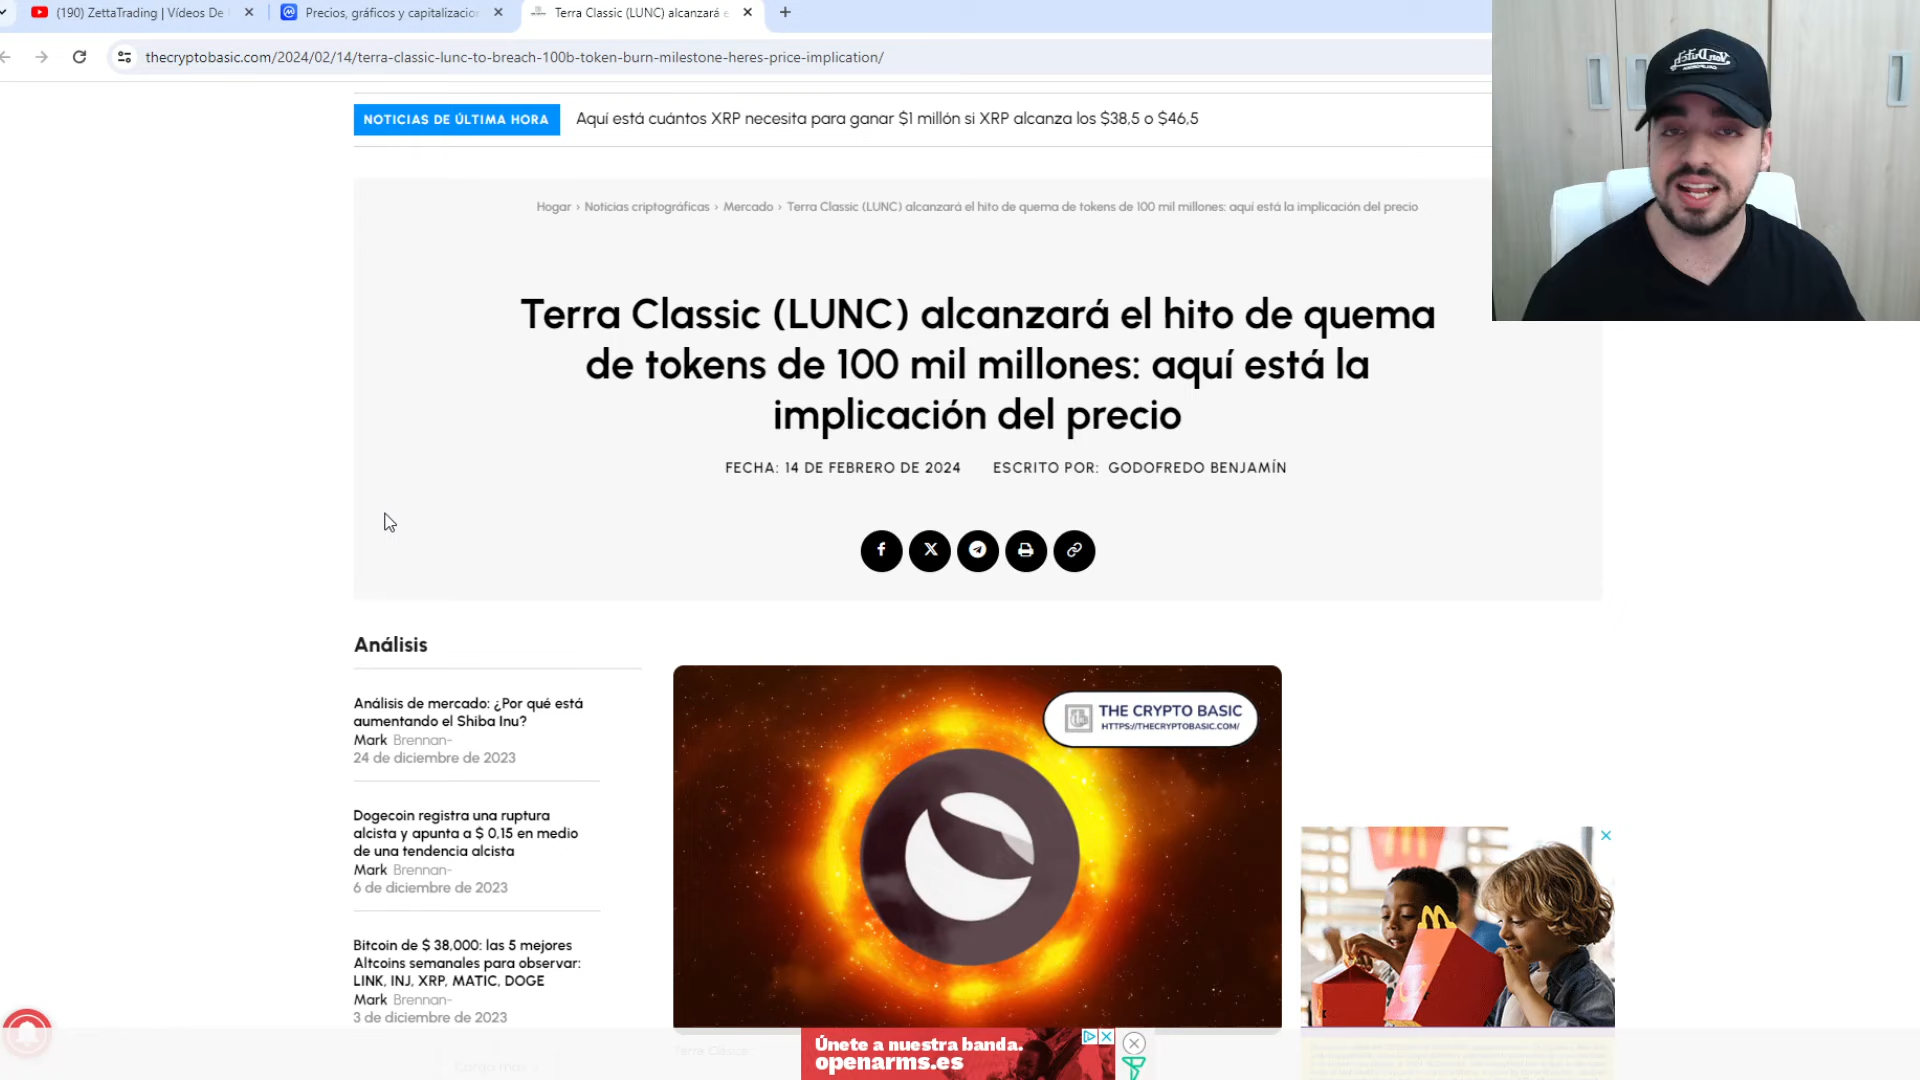 (190) ZettaTrading | Vídeos De
Precios, gráficos y capitalizacion
Terra Classic (LUNC) alcanzará e
thecryptobasic.com/2024/02/14/terra-classic-lunc-to-breach-100b-token-burn-milestone-heres-price-implication/
NOTICIAS DE ÚLTIMA HORA
Aquí está cuántos XRP necesita para ganar $1 millón si XRP alcanza los $38,5 o $46,5
Hogar › Noticias criptográficas › Mercado › Terra Classic (LUNC) alcanzará el hito de quema de tokens de 100 mil millones: aquí está la implicación del precio
Terra Classic (LUNC) alcanzará el hito de quema
de tokens de 100 mil millones: aquí está la
implicación del precio
FECHA: 14 DE FEBRERO DE 2024 ESCRITO POR: GODOFREDO BENJAMÍN
Análisis
Análisis de mercado: ¿Por qué está
aumentando el Shiba Inu?
Mark Brennan-
24 de diciembre de 2023
Dogecoin registra una ruptura
alcista y apunta a $ 0,15 en medio
de una tendencia alcista
Mark Brennan-
6 de diciembre de 2023
Bitcoin de $ 38,000: las 5 mejores
Altcoins semanales para observar:
LINK, INJ, XRP, MATIC, DOGE
Mark Brennan-
3 de diciembre de 2023
THE CRYPTO BASIC
HTTPS://THECRYPTOBASIC.COM/
Terra Clásica
Únete a nuestra banda.
openarms.es
Von Dutch